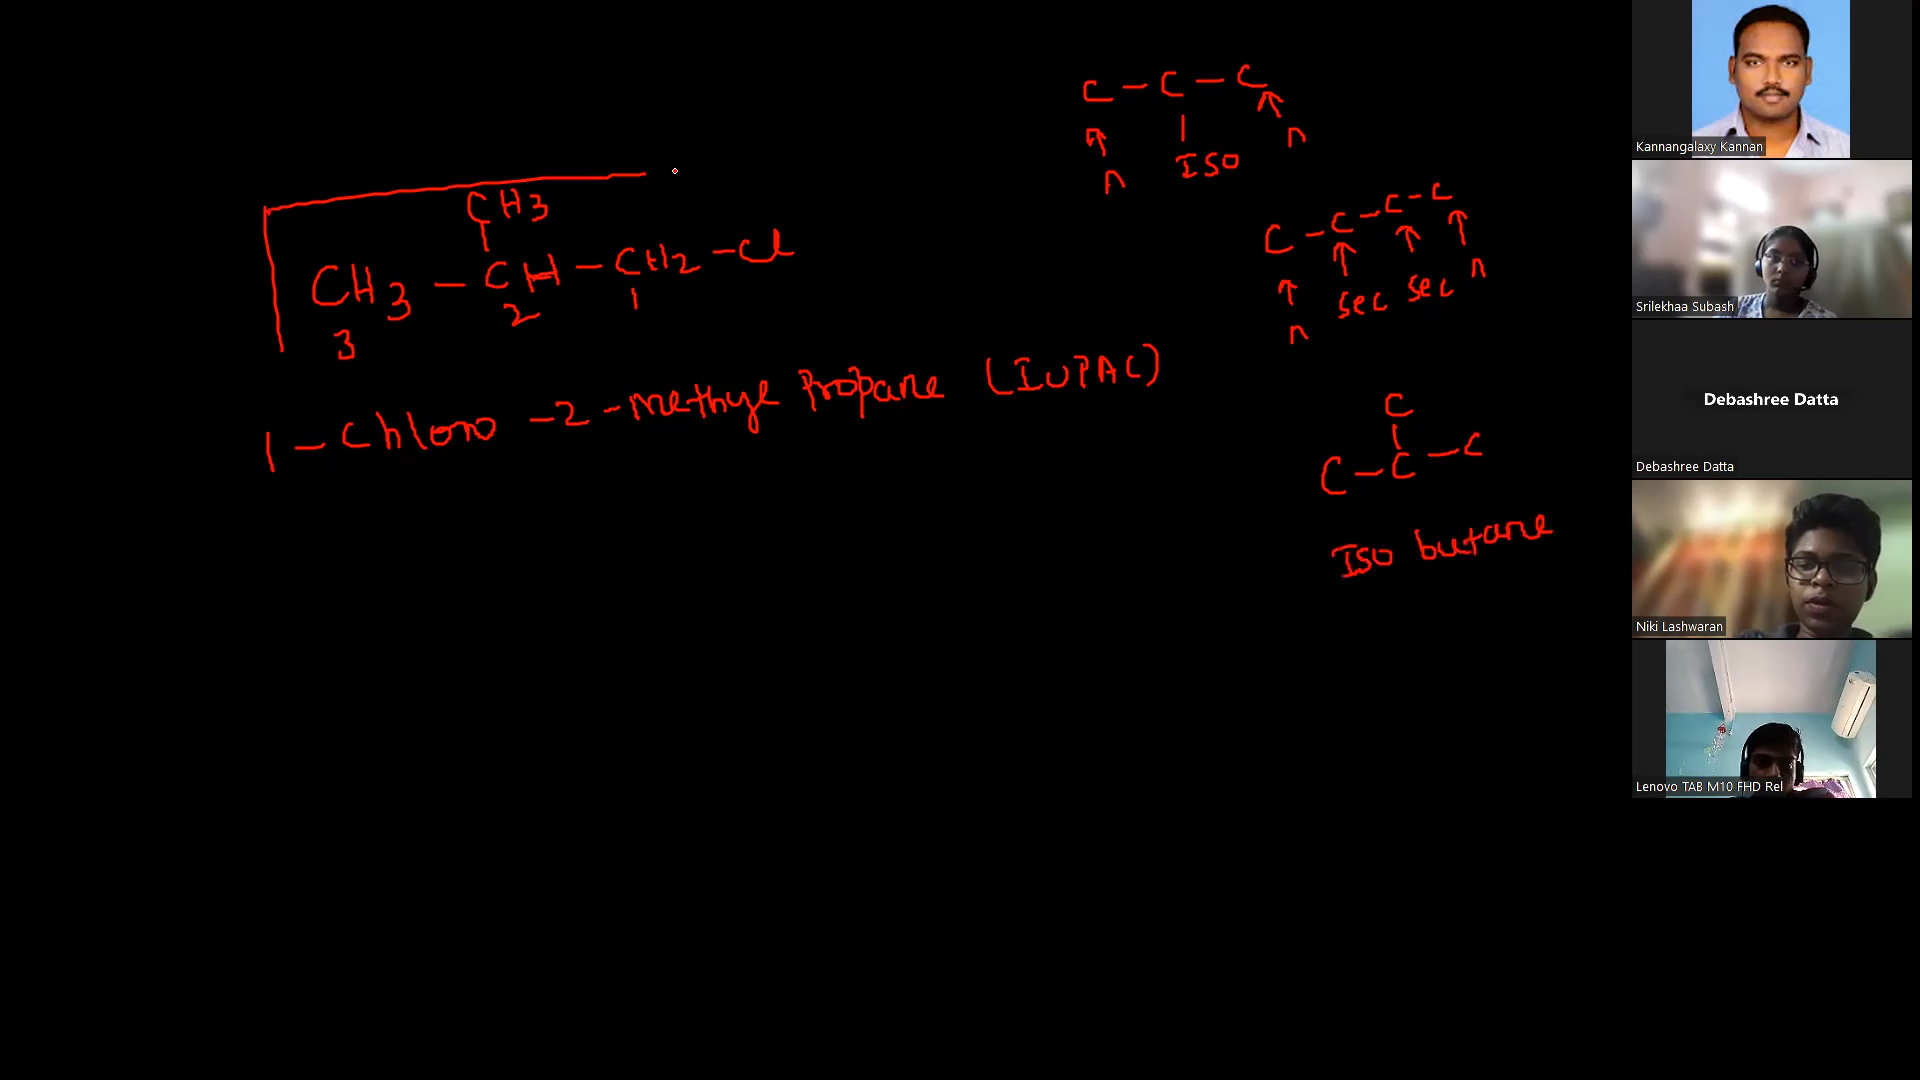 C - C - C
n ISO n
CH3
CH3 - CH - CH2 - Cl
3 2 1
C - C - C - C
n sec sec n
1 - Chloro - 2 - methyl Propane (IUPAC)
C
C - C - C
Iso butane
Kannangalaxy Kannan
Srilekhaa Subash
Debashree Datta
Debashree Datta
Niki Lashwaran
Lenovo TAB M10 FHD Rel